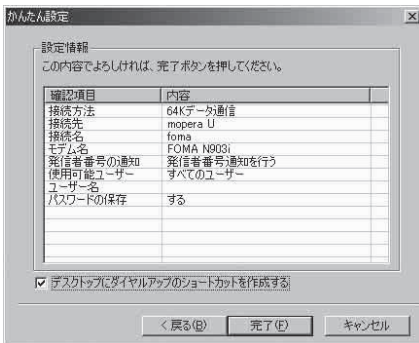 かんたん設定
設定情報
この内容でよろしければ、完了ボタンを押してください。
確認項目 内容
接続方法 64Kデータ通信
接続先 mopera U
接続名 foma
モデム名 FOMA N903i
発信者番号の通知 発信者番号通知を行う
使用可能ユーザー すべてのユーザー
ユーザー名
パスワードの保存 する
デスクトップにダイヤルアップのショートカットを作成する
< 戻る(B) 完了(F) キャンセル